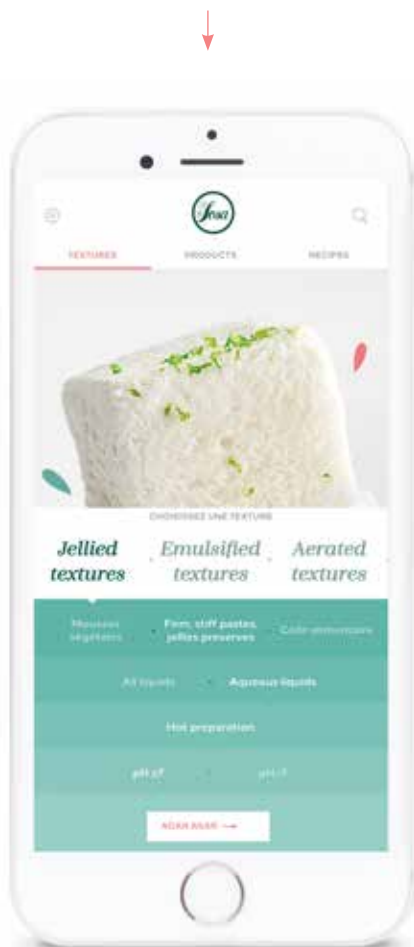 Sosa
TEXTURES PRODUCTS RECIPES
CHOISISSEZ UNE TEXTURE
Jellied Emulsified Aerated
textures textures textures
Mousses Firm, stiff pastes,
végétales jellies preserves
All liquids Aqueous liquids
Hot preparation
AGAR AGAR